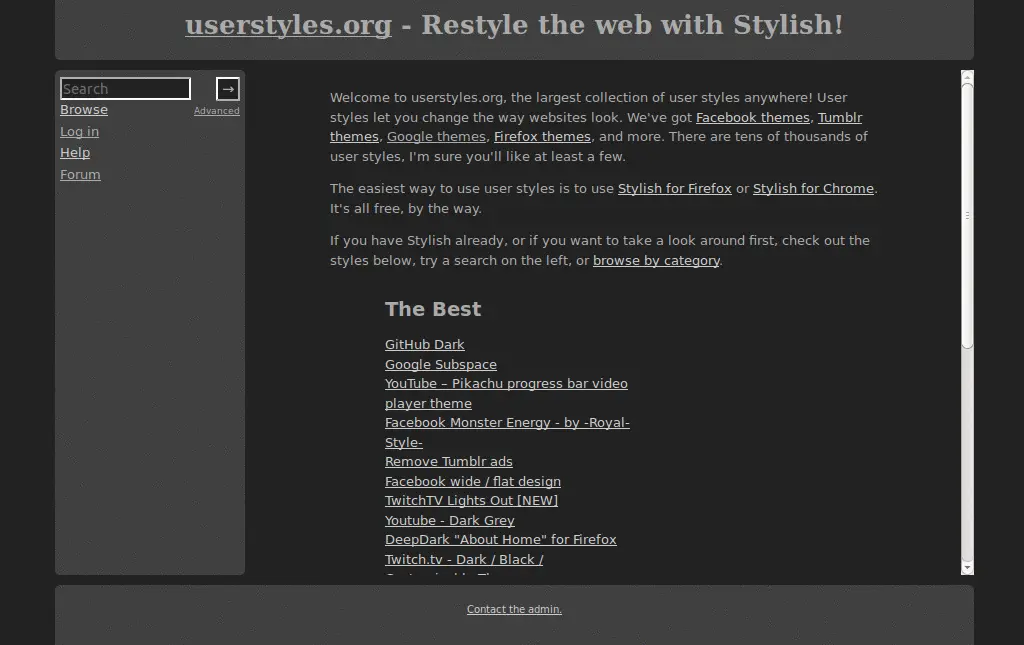 userstyles.org - Restyle the web with Stylish!
Search →
Browse Advanced
Log in
Help
Forum
Welcome to userstyles.org, the largest collection of user styles anywhere! User
styles let you change the way websites look. We've got Facebook themes, Tumblr
themes, Google themes, Firefox themes, and more. There are tens of thousands of
user styles, I'm sure you'll like at least a few.
The easiest way to use user styles is to use Stylish for Firefox or Stylish for Chrome.
It's all free, by the way.
If you have Stylish already, or if you want to take a look around first, check out the
styles below, try a search on the left, or browse by category.
The Best
GitHub Dark
Google Subspace
YouTube – Pikachu progress bar video
player theme
Facebook Monster Energy - by -Royal-
Style-
Remove Tumblr ads
Facebook wide / flat design
TwitchTV Lights Out [NEW]
Youtube - Dark Grey
DeepDark "About Home" for Firefox
Twitch.tv - Dark / Black /
Contact the admin.